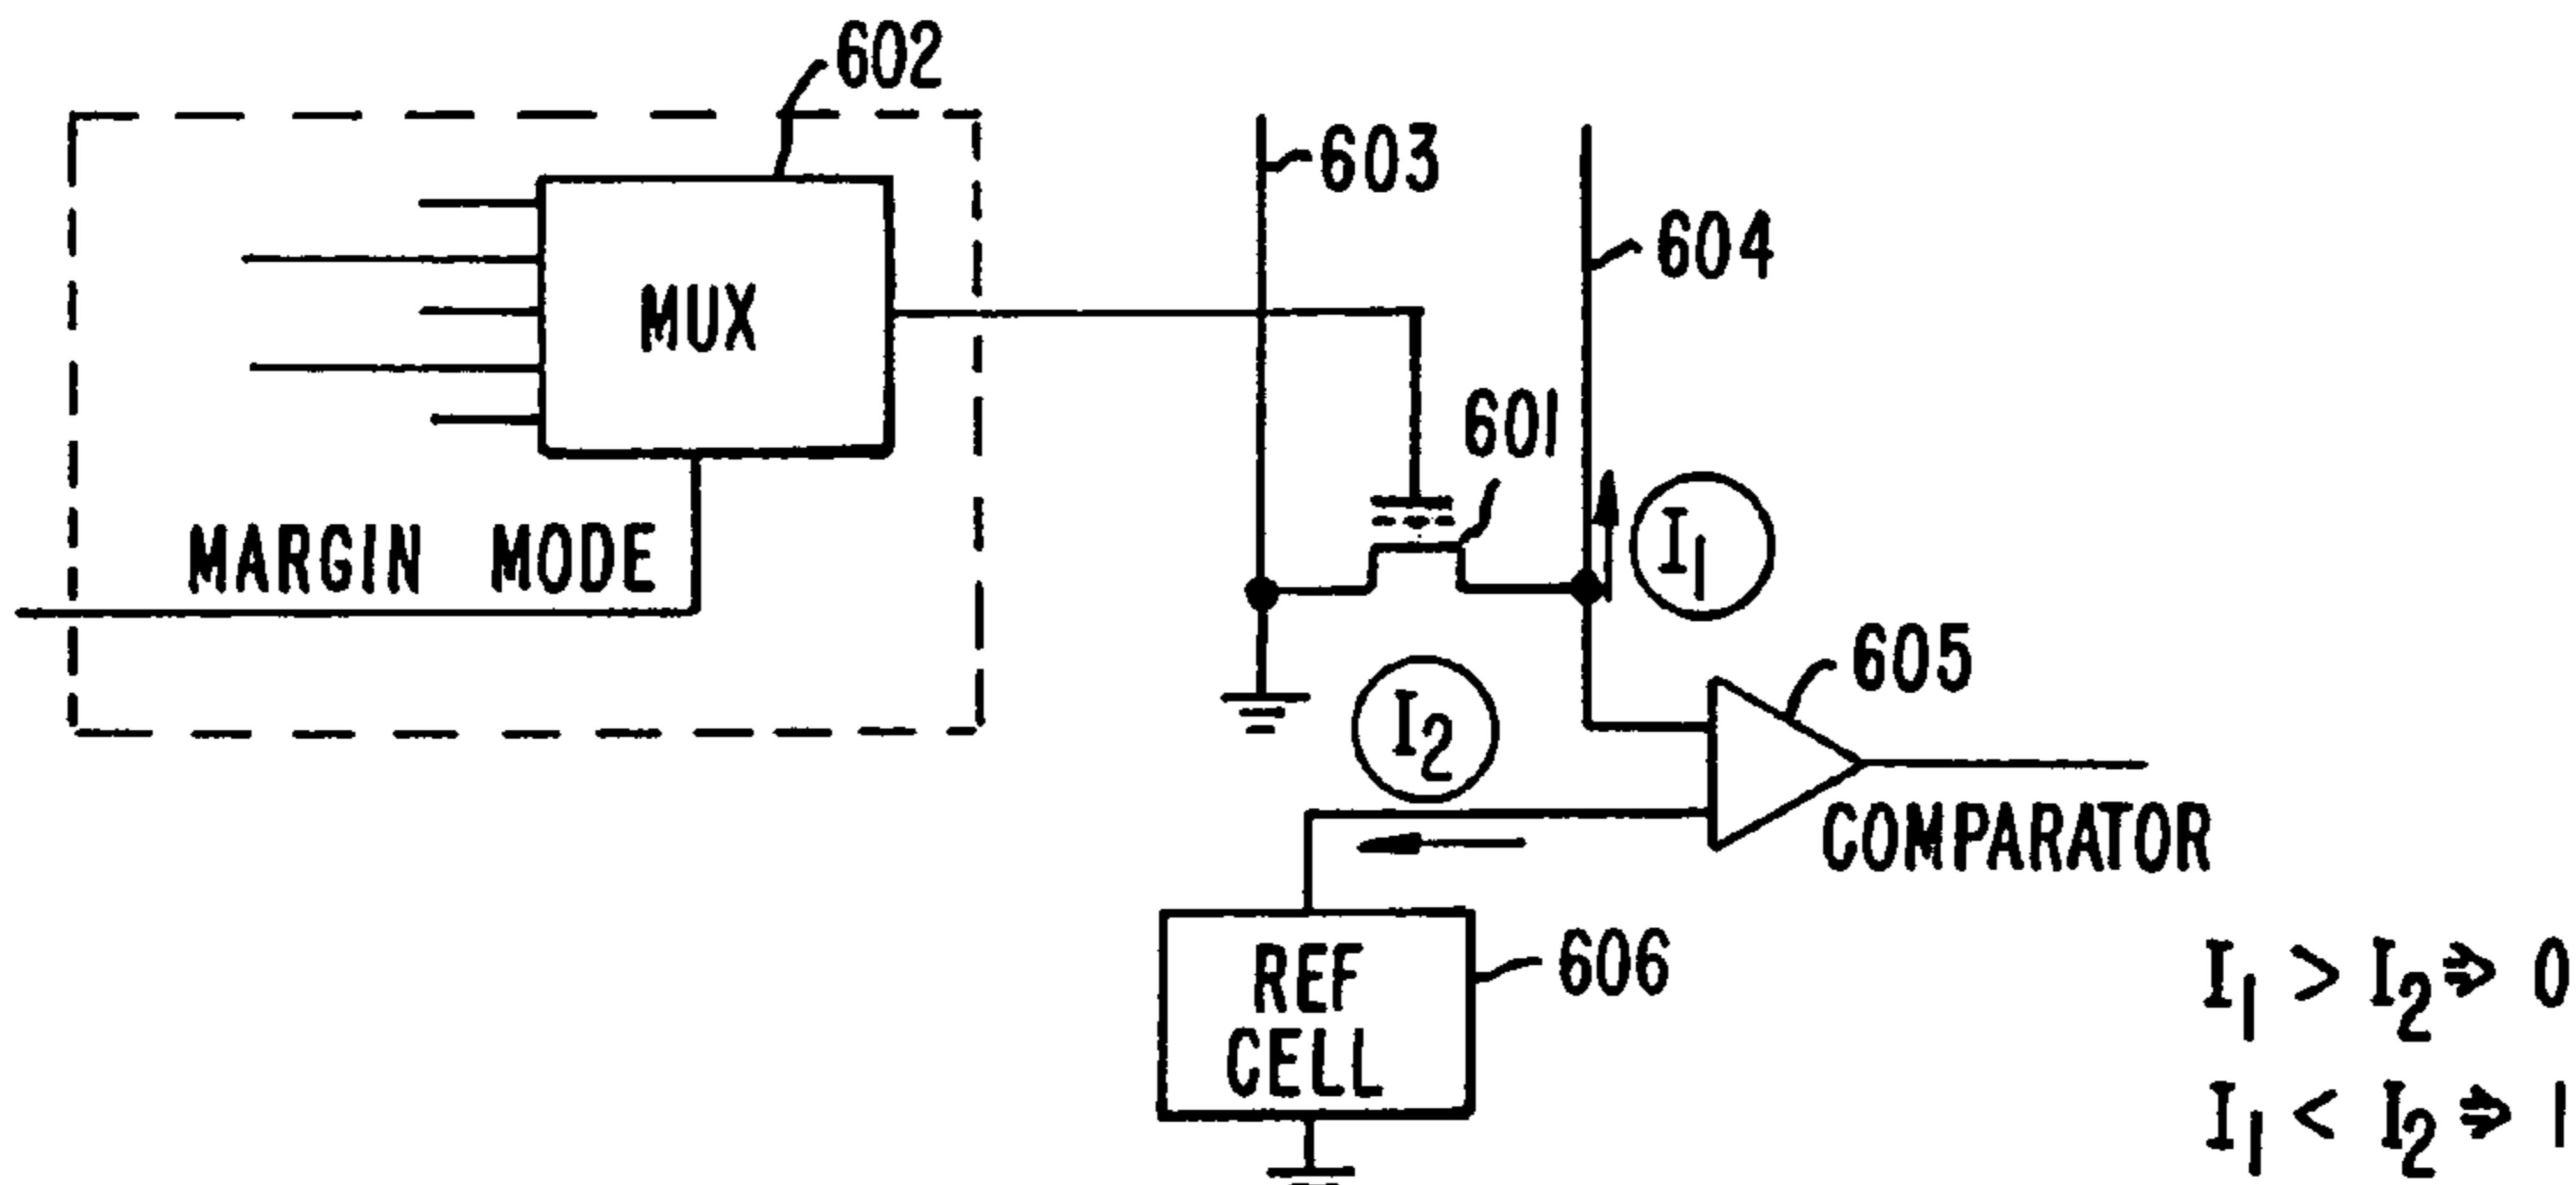 602
603
604
MUX
601
MARGIN MODE
I₁
605
I₂
COMPARATOR
REF
CELL
606
I₁ > I₂ ⇒ 0
I₁ < I₂ ⇒ 1